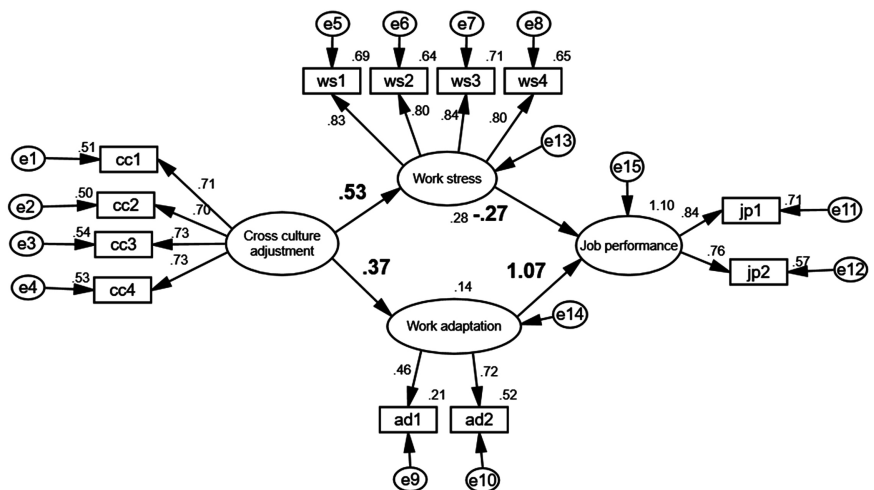 e5 e6 e7 e8
.69 .64 .71 .65
ws1 ws2 ws3 ws4
.83 .80 .84 .80
e13
e1 .51 cc1
.71
e15
Work stress
.53
.28 -.27
e2 .50 cc2
.70
1.10
.84 jp1 .71 e11
e3 .54 cc3 .73
Cross culture
adjustment
Job performance
.73
e4 .53 cc4
.37
1.07
.76 jp2 .57 e12
.14
Work adaptation
e14
.46 .72
.21 .52
ad1 ad2
e9 e10